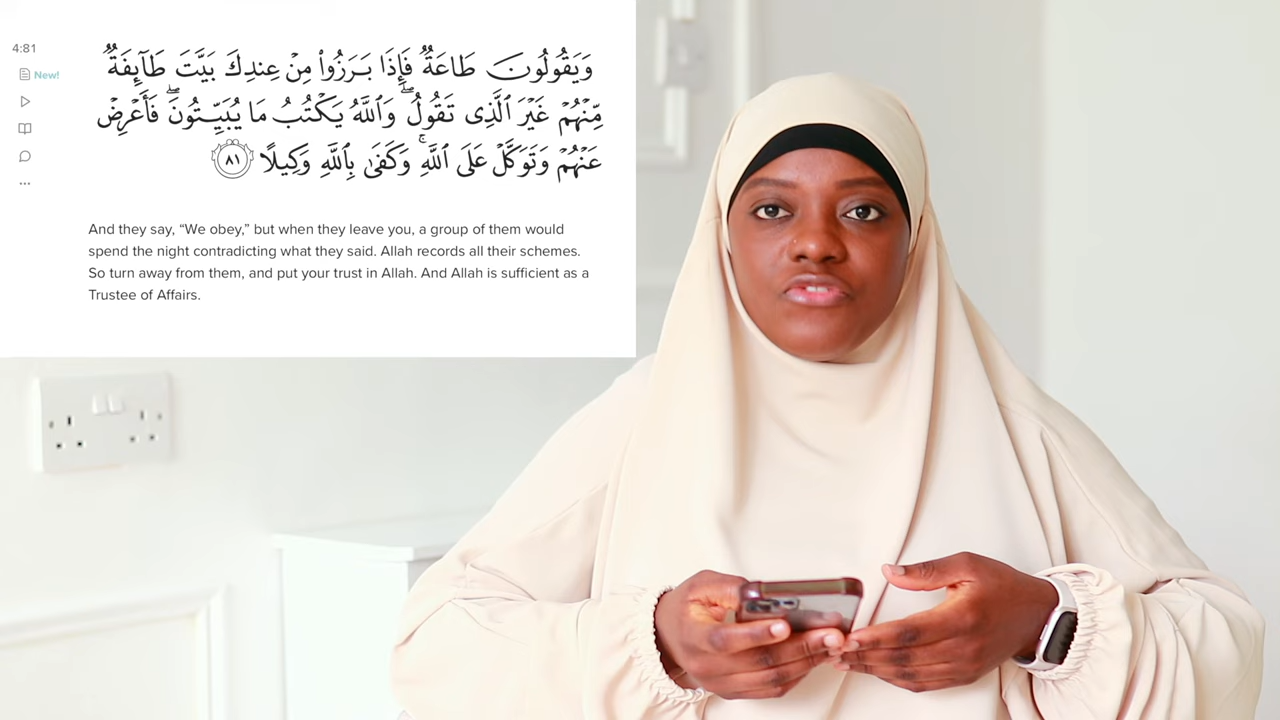 4:81
New!
وَيَقُولُونَ طَاعَةٌ فَإِذَا بَرَزُوا۟ مِنْ عِندِكَ بَيَّتَ طَآئِفَةٌ
مِّنْهُمْ غَيْرَ ٱلَّذِى تَقُولُ ۖ وَٱللَّهُ يَكْتُبُ مَا يُبَيِّتُونَ ۖ فَأَعْرِضْ
عَنْهُمْ وَتَوَكَّلْ عَلَى ٱللَّهِ ۚ وَكَفَىٰ بِٱللَّهِ وَكِيلًا ٨١
And they say, “We obey,” but when they leave you, a group of them would
spend the night contradicting what they said. Allah records all their schemes.
So turn away from them, and put your trust in Allah. And Allah is sufficient as a
Trustee of Affairs.